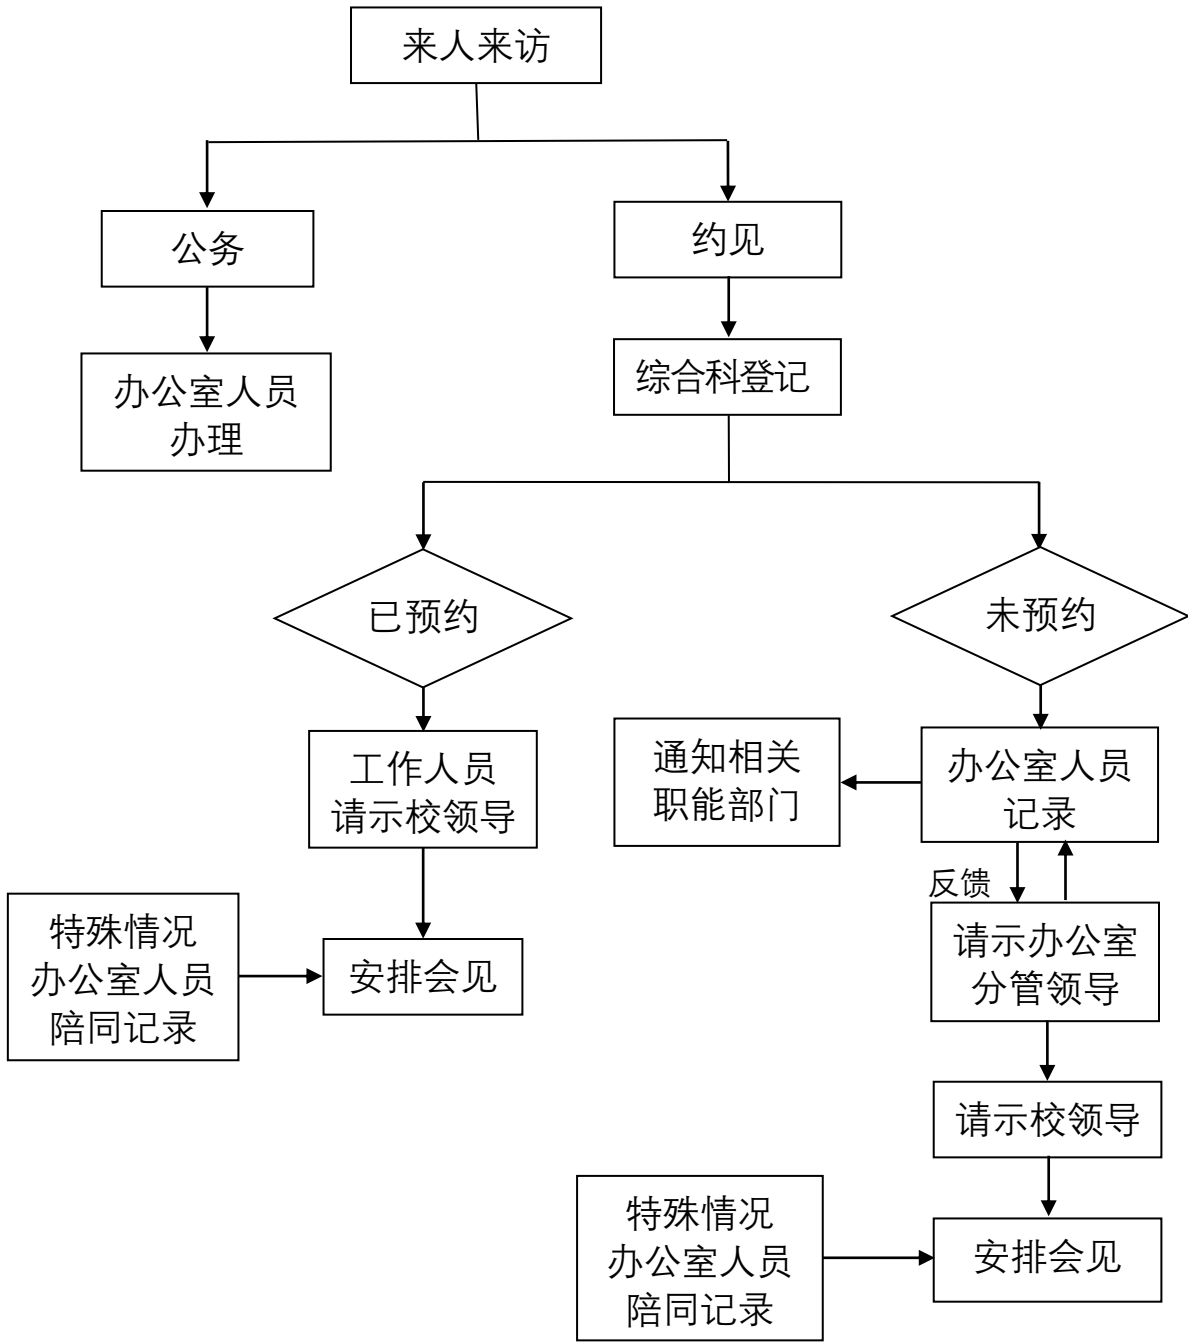 来人来访
公务
约见
办公室人员
办理
综合科登记
已预约
未预约
工作人员
请示校领导
通知相关
职能部门
办公室人员
记录
反馈
特殊情况
办公室人员
陪同记录
安排会见
请示办公室
分管领导
请示校领导
特殊情况
办公室人员
陪同记录
安排会见